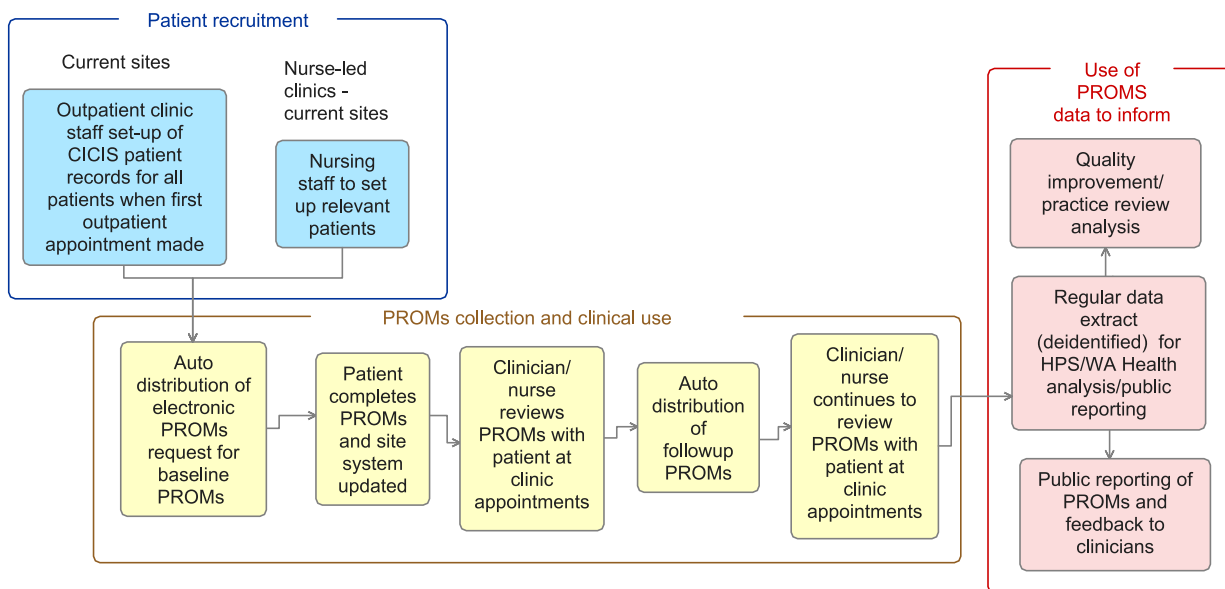 Patient recruitment
Current sites
Outpatient clinic
staff set-up of
CICIS patient
records for all
patients when first
outpatient
appointment made
Nurse-led
clinics -
current sites
Nursing
staff to set
up relevant
patients
PROMs collection and clinical use
Auto
distribution of
electronic
PROMs
request for
baseline
PROMs
Patient
completes
PROMs
and site
system
updated
Clinician/
nurse
reviews
PROMs with
patient at
clinic
appointments
Auto
distribution
of
followup
PROMs
Clinician/
nurse
continues to
review
PROMs with
patient at
clinic
appointments
Use of
PROMS
data to inform
Quality
improvement/
practice review
analysis
Regular data
extract
(deidentified) for
HPS/WA Health
analysis/public
reporting
Public reporting of
PROMs and
feedback to
clinicians